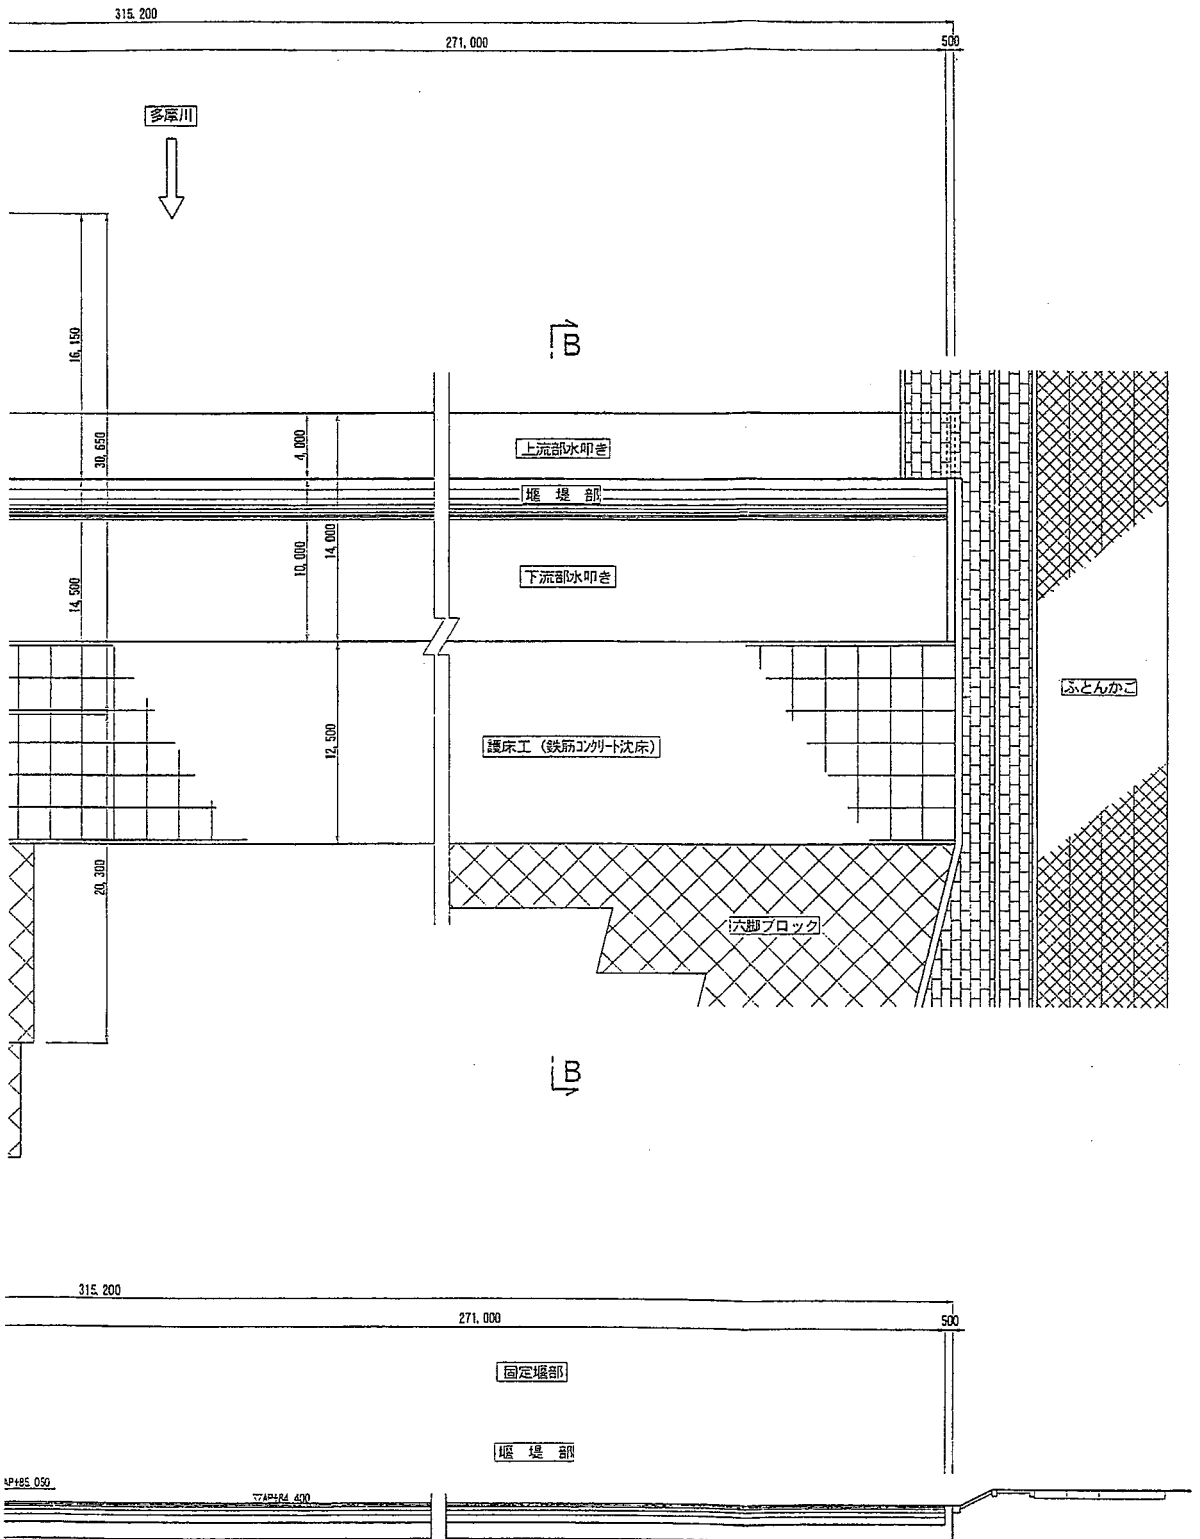 315,200
271,000
500
多摩川
B
16,150
30,650
4,000
上流部水叩き
堰 堤 部
14,500
10,000
14,000
下流部水叩き
ふとんかご
12,500
護床工 (鉄筋コンクリート沈床)
20,300
六脚ブロック
B
315,200
271,000
500
固定堰部
堰 堤 部
AP+85.050
▽AP+84.400